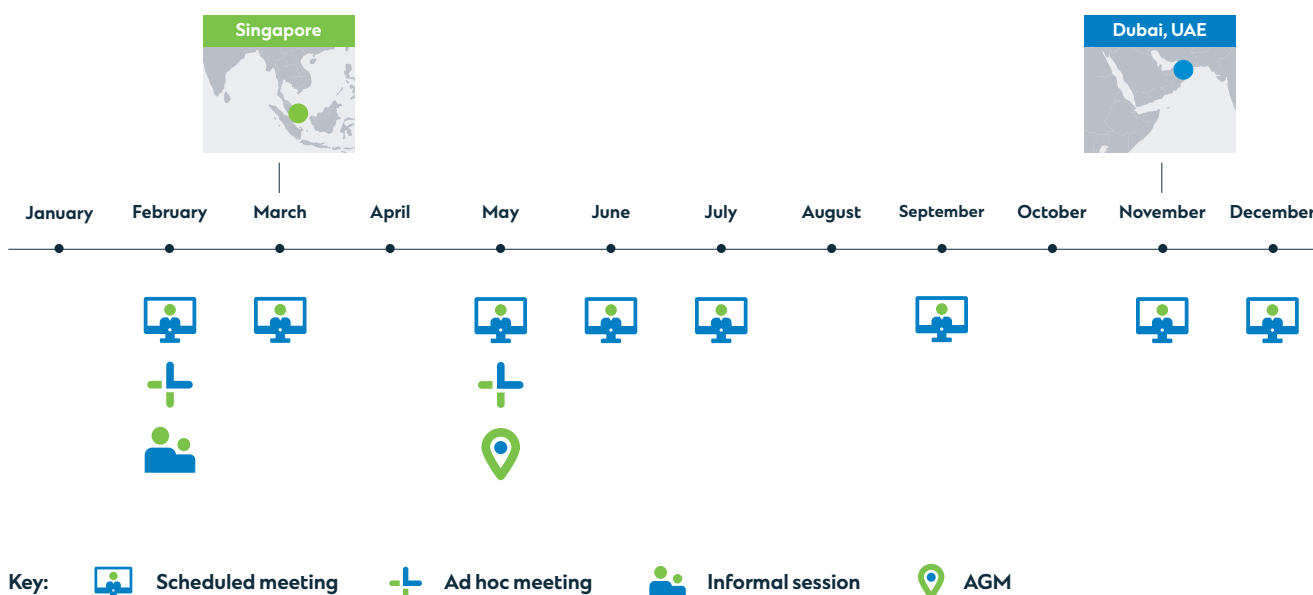 Singapore
Dubai, UAE
January February March April May June July August September October November December
Key: Scheduled meeting Ad hoc meeting Informal session AGM